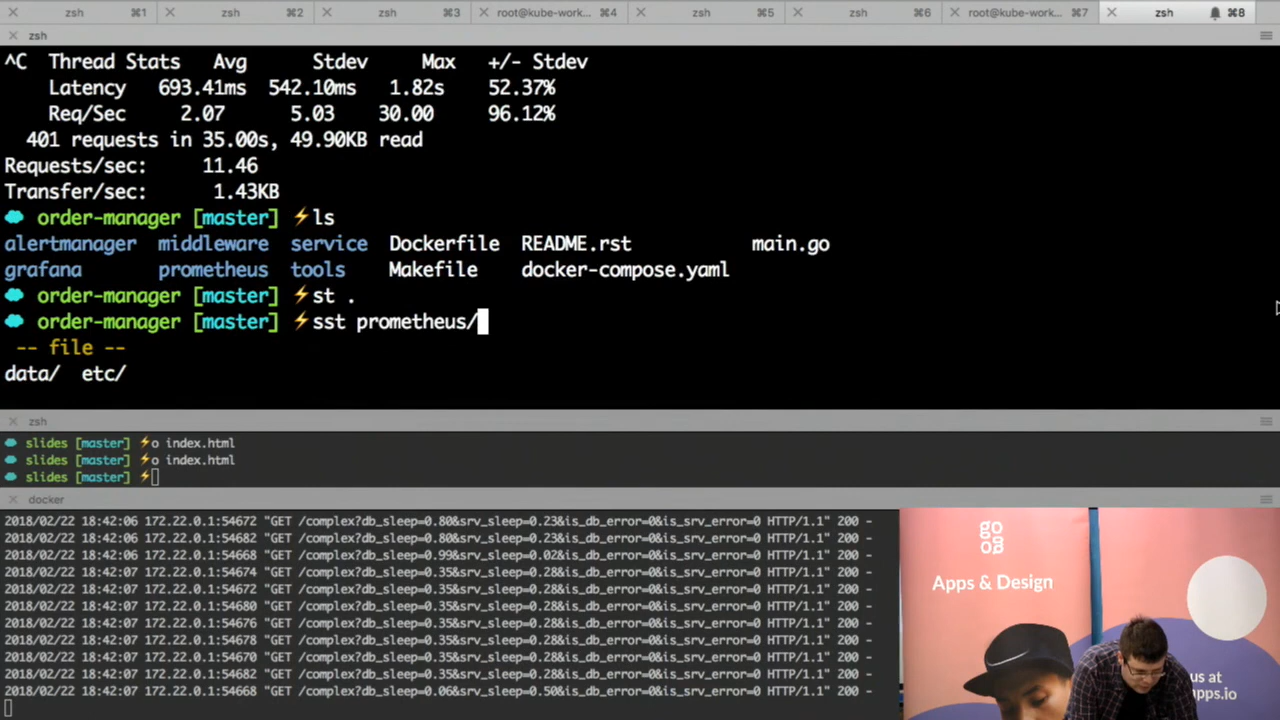 zsh ⌘1 zsh ⌘2 zsh ⌘3 root@kube-work... ⌘4 zsh ⌘5 zsh ⌘6 root@kube-work... ⌘7 zsh ⌘8
zsh
^C  Thread Stats   Avg      Stdev     Max   +/- Stdev
    Latency   693.41ms  542.10ms   1.82s    52.37%
    Req/Sec     2.07      5.03    30.00     96.12%
  401 requests in 35.00s, 49.90KB read
Requests/sec:     11.46
Transfer/sec:      1.43KB
order-manager [master] ⚡ls
alertmanager  middleware  service  Dockerfile  README.rst  main.go
grafana  prometheus  tools  Makefile  docker-compose.yaml
order-manager [master] ⚡st .
order-manager [master] ⚡sst prometheus/
-- file --
data/  etc/
zsh
slides [master] ⚡o index.html
slides [master] ⚡o index.html
slides [master] ⚡
docker
2018/02/22 18:42:06 172.22.0.1:54672 "GET /complex?db_sleep=0.80&srv_sleep=0.23&is_db_error=0&is_srv_error=0 HTTP/1.1" 200 -
2018/02/22 18:42:06 172.22.0.1:54682 "GET /complex?db_sleep=0.80&srv_sleep=0.23&is_db_error=0&is_srv_error=0 HTTP/1.1" 200 -
2018/02/22 18:42:06 172.22.0.1:54668 "GET /complex?db_sleep=0.99&srv_sleep=0.02&is_db_error=0&is_srv_error=0 HTTP/1.1" 200 -
2018/02/22 18:42:07 172.22.0.1:54674 "GET /complex?db_sleep=0.35&srv_sleep=0.28&is_db_error=0&is_srv_error=0 HTTP/1.1" 200 -
2018/02/22 18:42:07 172.22.0.1:54682 "GET /complex?db_sleep=0.35&srv_sleep=0.28&is_db_error=0&is_srv_error=0 HTTP/1.1" 200 -
2018/02/22 18:42:07 172.22.0.1:54680 "GET /complex?db_sleep=0.35&srv_sleep=0.28&is_db_error=0&is_srv_error=0 HTTP/1.1" 200 -
2018/02/22 18:42:07 172.22.0.1:54676 "GET /complex?db_sleep=0.35&srv_sleep=0.28&is_db_error=0&is_srv_error=0 HTTP/1.1" 200 -
2018/02/22 18:42:07 172.22.0.1:54678 "GET /complex?db_sleep=0.35&srv_sleep=0.28&is_db_error=0&is_srv_error=0 HTTP/1.1" 200 -
2018/02/22 18:42:07 172.22.0.1:54670 "GET /complex?db_sleep=0.35&srv_sleep=0.28&is_db_error=0&is_srv_error=0 HTTP/1.1" 200 -
2018/02/22 18:42:07 172.22.0.1:54674 "GET /complex?db_sleep=0.35&srv_sleep=0.28&is_db_error=0&is_srv_error=0 HTTP/1.1" 200 -
2018/02/22 18:42:07 172.22.0.1:54668 "GET /complex?db_sleep=0.06&srv_sleep=0.50&is_db_error=0&is_srv_error=0 HTTP/1.1" 200 -
Apps & Design
us at
apps.io